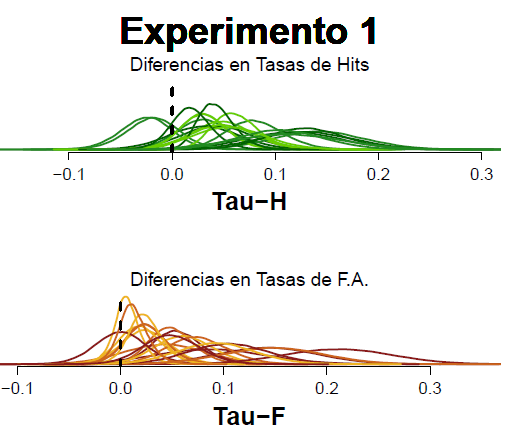 Experimento 1
Diferencias en Tasas de Hits
−0.1 0.0 0.1 0.2 0.3
Tau−H
Diferencias en Tasas de F.A.
−0.1 0.0 0.1 0.2 0.3
Tau−F